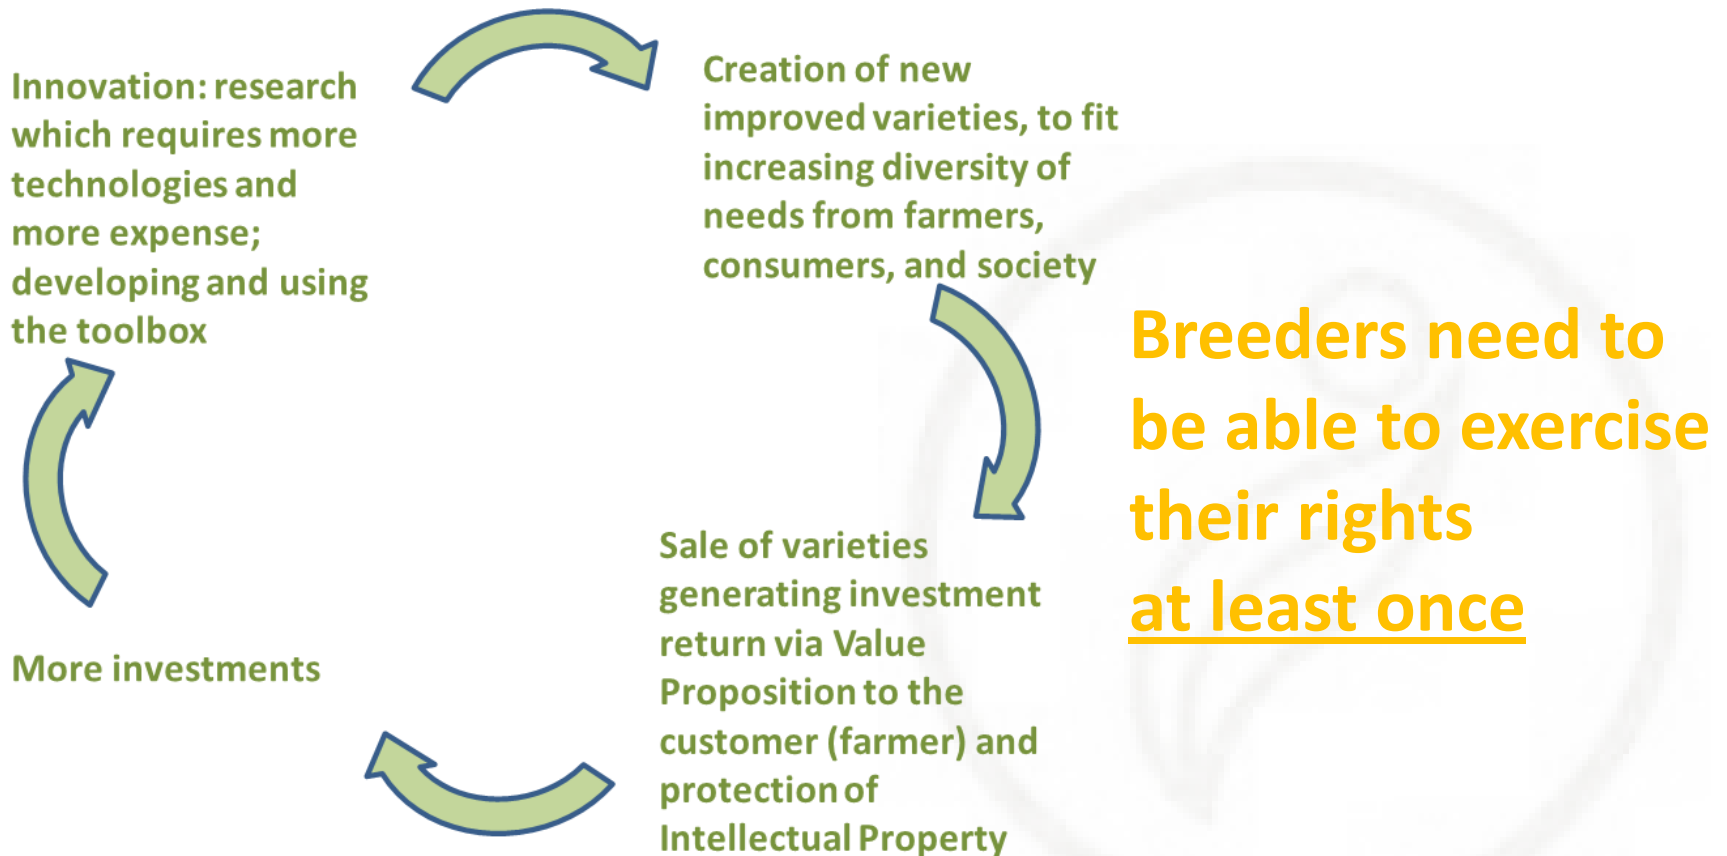 Innovation: research
which requires more
technologies and
more expense;
developing and using
the toolbox
Creation of new
improved varieties, to fit
increasing diversity of
needs from farmers,
consumers, and society
Breeders need to
be able to exercise
their rights
at least once
Sale of varieties
generating investment
return via Value
Proposition to the
customer (farmer) and
protection of
Intellectual Property
More investments